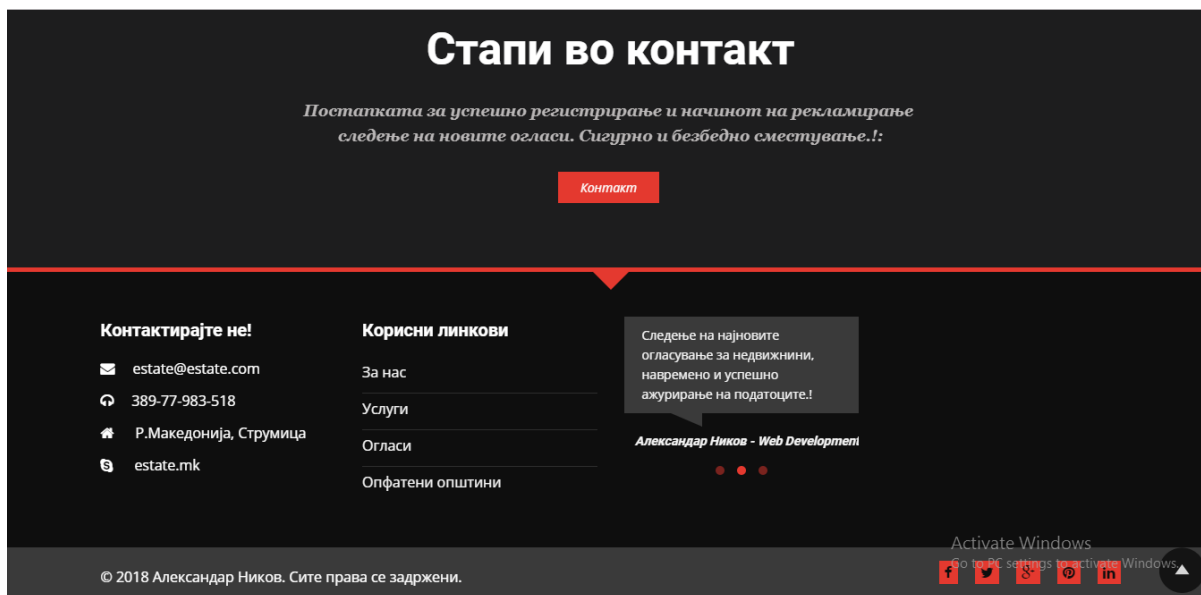 Стапи во контакт
Постапката за успешно регистрирање и начинот на рекламирање
следење на новите огласи. Сигурно и безбедно сместување.!:
Контакт
Контактирајте не!
estate@estate.com
389-77-983-518
Р.Македонија, Струмица
estate.mk
Корисни линкови
За нас
Услуги
Огласи
Опфатени општини
Следење на најновите
огласување за недвижнини,
навремено и успешно
ажурирање на податоците.!
Александар Ников - Web Development
Activate Windows
Go to PC settings to activate Windows.
© 2018 Александар Ников. Сите права се задржени.